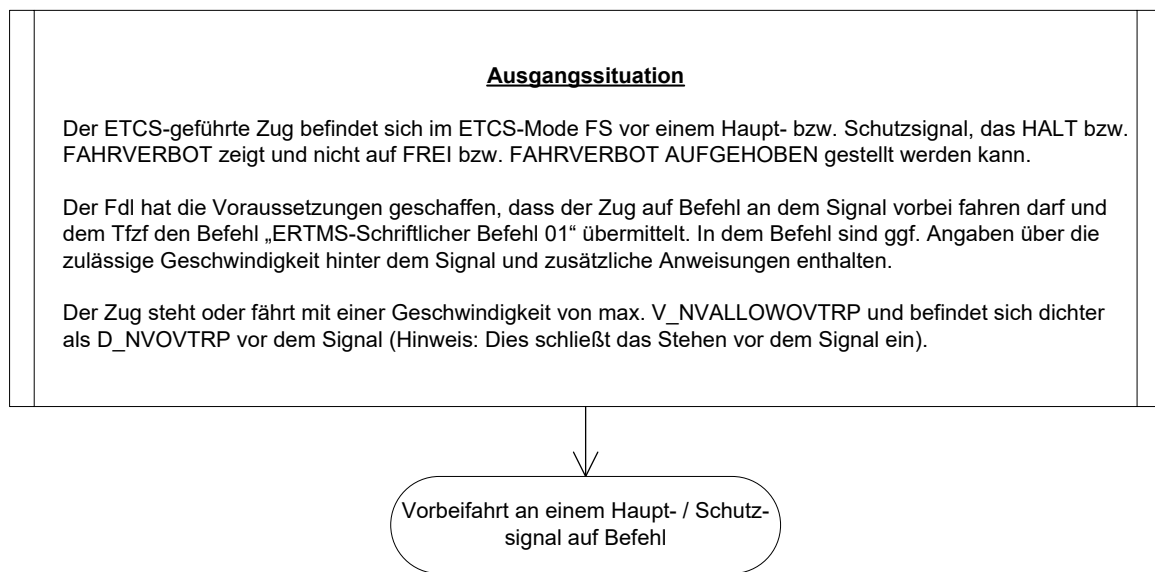 Ausgangssituation
Der ETCS-geführte Zug befindet sich im ETCS-Mode FS vor einem Haupt- bzw. Schutzsignal, das HALT bzw.
FAHRVERBOT zeigt und nicht auf FREI bzw. FAHRVERBOT AUFGEHOBEN gestellt werden kann.
Der Fdl hat die Voraussetzungen geschaffen, dass der Zug auf Befehl an dem Signal vorbei fahren darf und
dem Tfzf den Befehl „ERTMS-Schriftlicher Befehl 01“ übermittelt. In dem Befehl sind ggf. Angaben über die
zulässige Geschwindigkeit hinter dem Signal und zusätzliche Anweisungen enthalten.
Der Zug steht oder fährt mit einer Geschwindigkeit von max. V_NVALLOWOVTRP und befindet sich dichter
als D_NVOVTRP vor dem Signal (Hinweis: Dies schließt das Stehen vor dem Signal ein).
Vorbeifahrt an einem Haupt- / Schutz-
signal auf Befehl